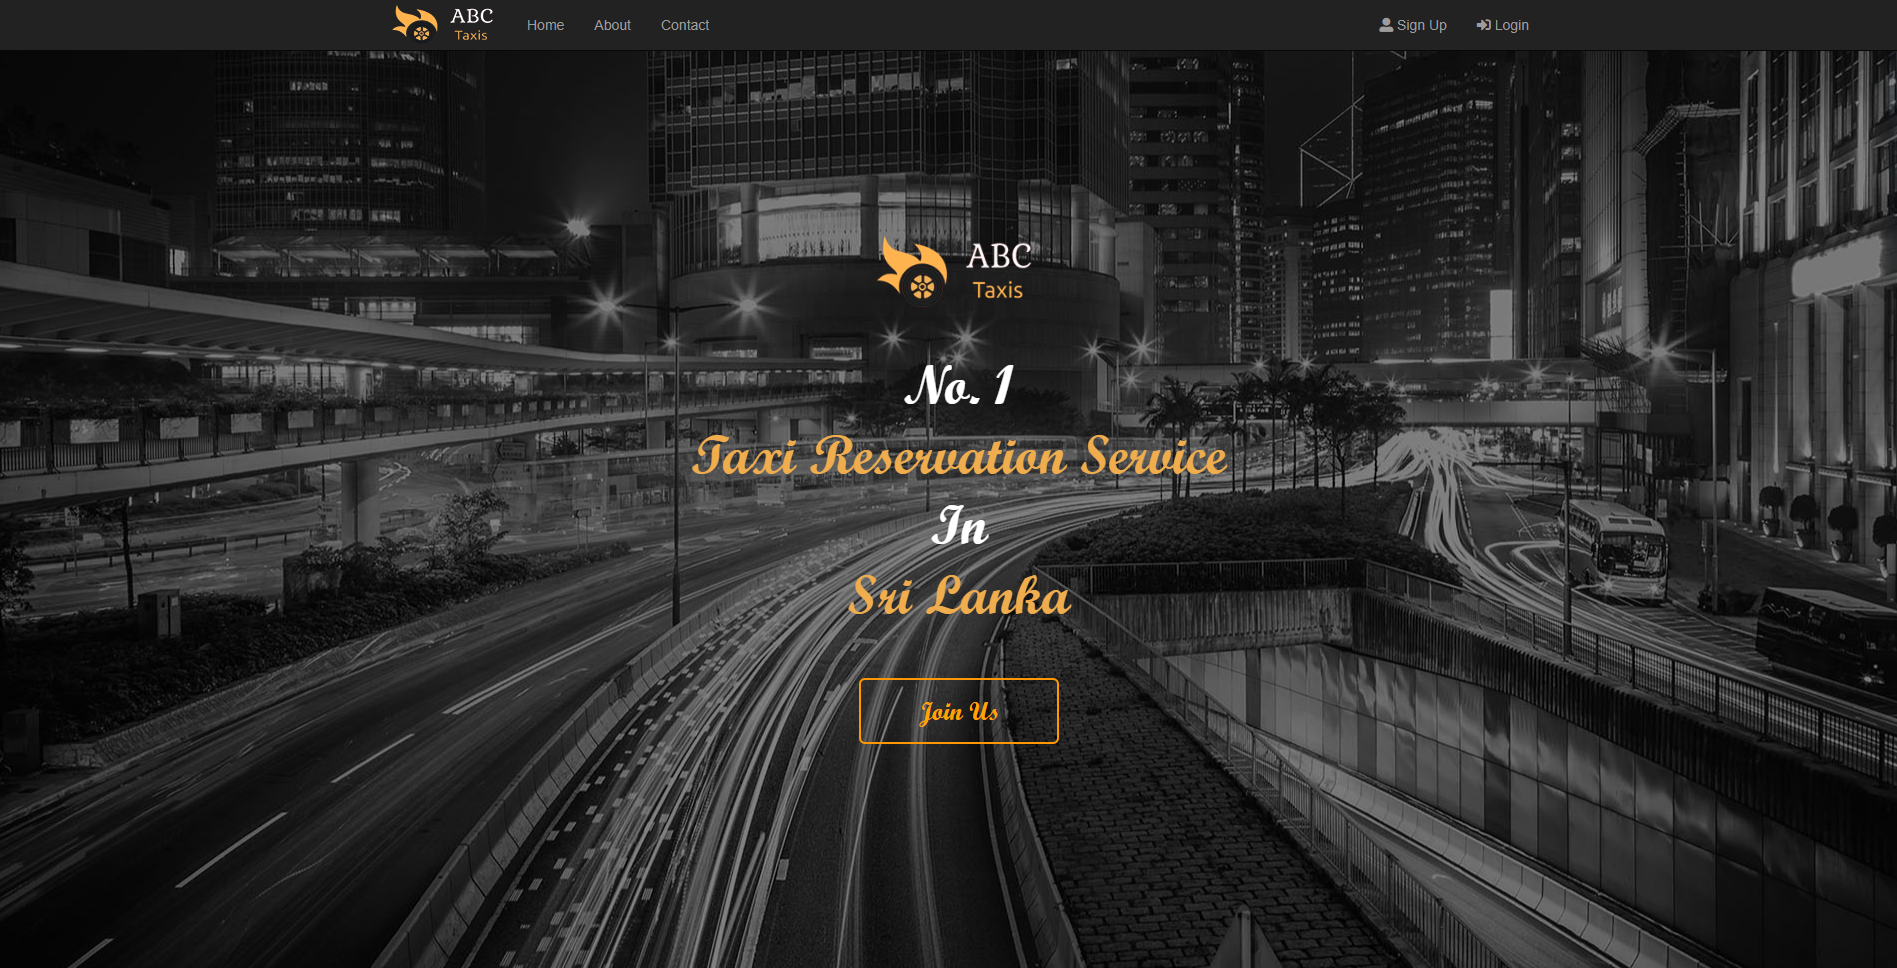 ABC
Taxis
Home
About
Contact
Sign Up
Login
ABC
Taxis
No. 1
Taxi Reservation Service
In
Sri Lanka
Join Us